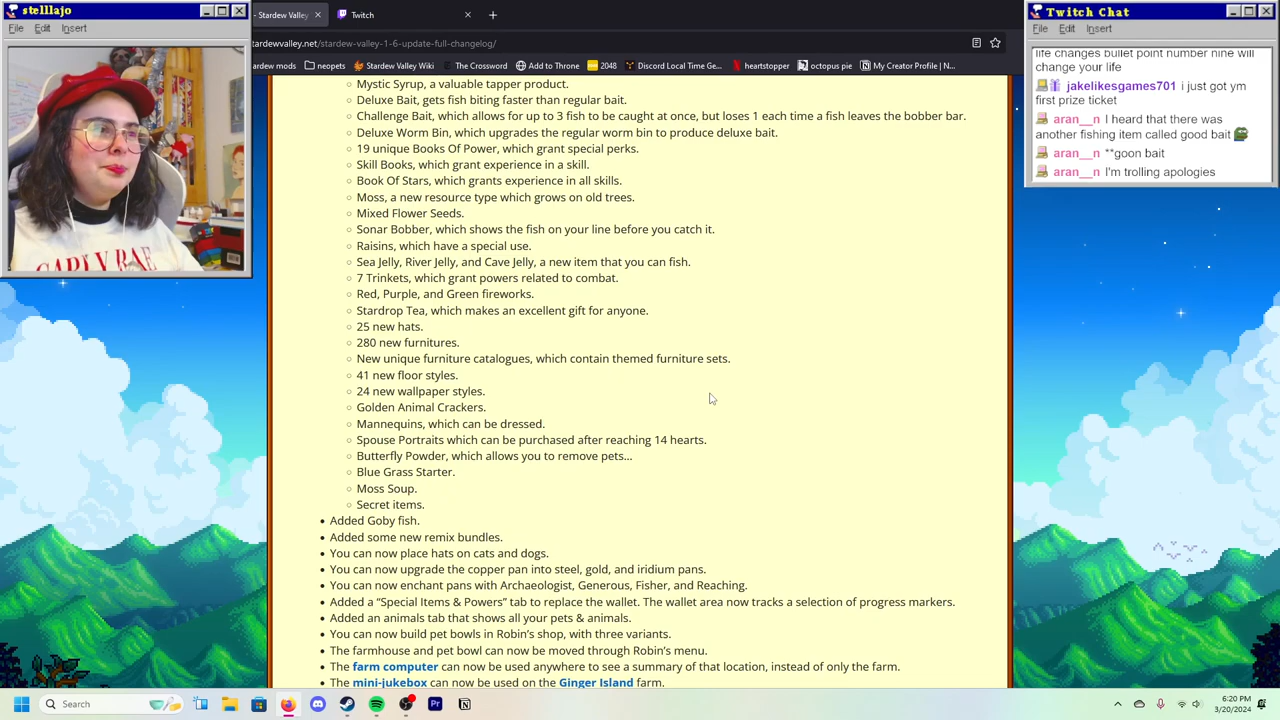 stelllajo
File Edit Insert
- Stardew Valley
Twitch
tardewvalley.net/stardew-valley-1-6-update-full-changelog/
ardew mods
neopets
Stardew Valley Wiki
The Crossword
Add to Throne
2048
Discord Local Time Ge...
heartstopper
octopus pie
My Creator Profile | N...
Mystic Syrup, a valuable tapper product.
Deluxe Bait, gets fish biting faster than regular bait.
Challenge Bait, which allows for up to 3 fish to be caught at once, but loses 1 each time a fish leaves the bobber bar.
Deluxe Worm Bin, which upgrades the regular worm bin to produce deluxe bait.
19 unique Books Of Power, which grant special perks.
Skill Books, which grant experience in a skill.
Book Of Stars, which grants experience in all skills.
Moss, a new resource type which grows on old trees.
Mixed Flower Seeds.
Sonar Bobber, which shows the fish on your line before you catch it.
Raisins, which have a special use.
Sea Jelly, River Jelly, and Cave Jelly, a new item that you can fish.
7 Trinkets, which grant powers related to combat.
Red, Purple, and Green fireworks.
Stardrop Tea, which makes an excellent gift for anyone.
25 new hats.
280 new furnitures.
New unique furniture catalogues, which contain themed furniture sets.
41 new floor styles.
24 new wallpaper styles.
Golden Animal Crackers.
Mannequins, which can be dressed.
Spouse Portraits which can be purchased after reaching 14 hearts.
Butterfly Powder, which allows you to remove pets...
Blue Grass Starter.
Moss Soup.
Secret items.
Added Goby fish.
Added some new remix bundles.
You can now place hats on cats and dogs.
You can now upgrade the copper pan into steel, gold, and iridium pans.
You can now enchant pans with Archaeologist, Generous, Fisher, and Reaching.
Added a “Special Items & Powers” tab to replace the wallet. The wallet area now tracks a selection of progress markers.
Added an animals tab that shows all your pets & animals.
You can now build pet bowls in Robin’s shop, with three variants.
The farmhouse and pet bowl can now be moved through Robin’s menu.
The farm computer can now be used anywhere to see a summary of that location, instead of only the farm.
The mini-jukebox can now be used on the Ginger Island farm.
Twitch Chat
File Edit Insert
life changes bullet point number nine will
change your life
jakelikesgames701 i just got ym
first prize ticket
aran__n I heard that there was
another fishing item called good bait
aran__n **goon bait
aran__n I'm trolling apologies
CARLY RAE
Search
6:20 PM
3/20/2024